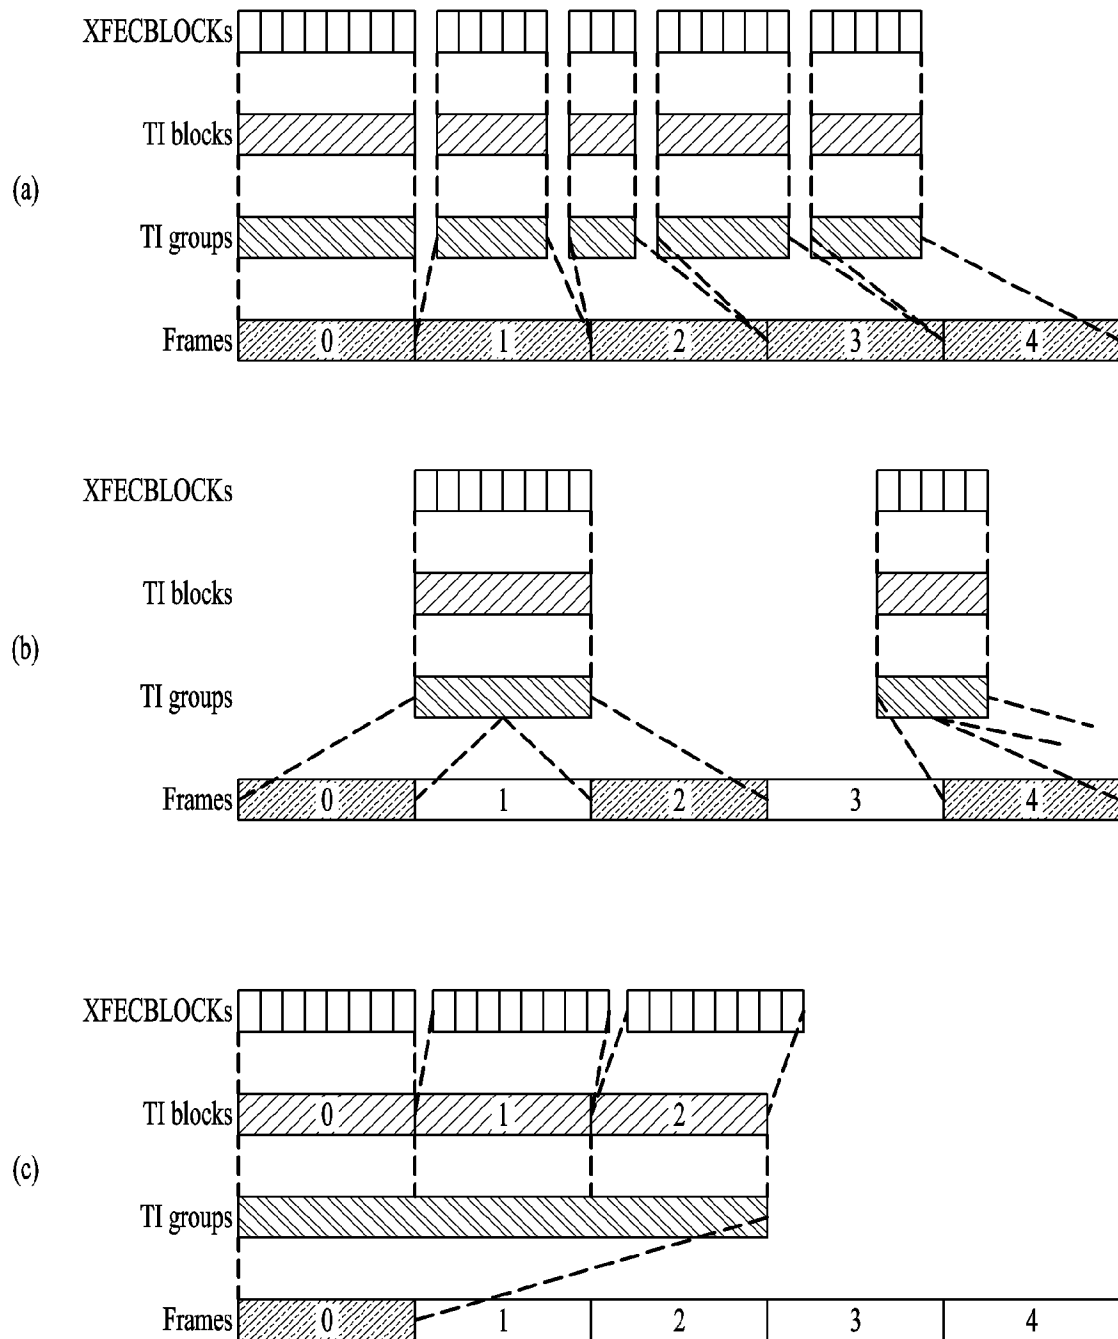 XFECBLOCKs
TI blocks
(a)
TI groups
Frames 0 1 2 3 4
XFECBLOCKs
TI blocks
(b)
TI groups
Frames 0 1 2 3 4
XFECBLOCKs
TI blocks 0 1 2
(c)
TI groups
Frames 0 1 2 3 4